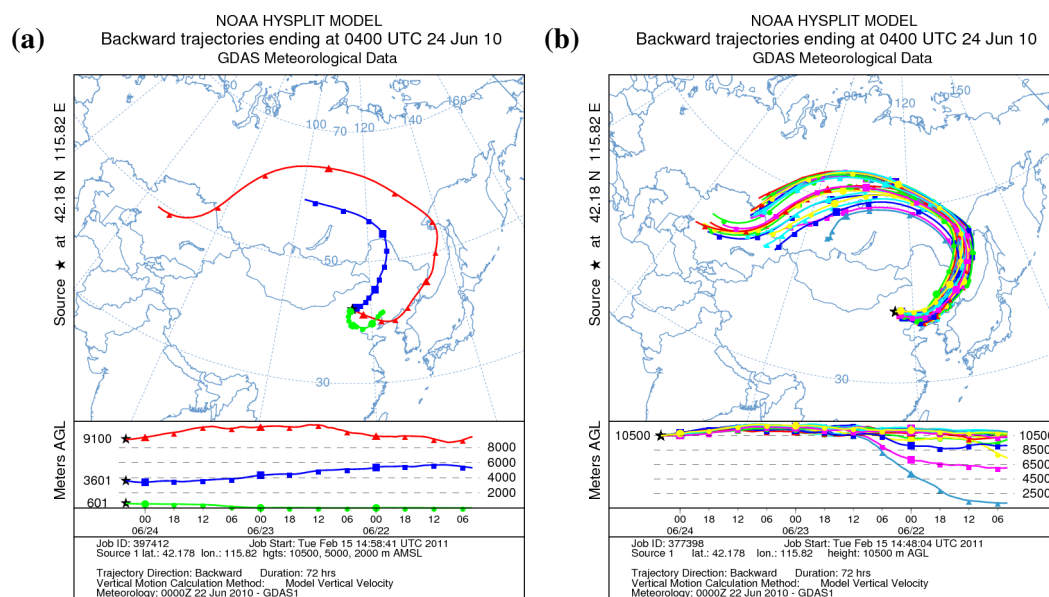 (a)
NOAA HYSPLIT MODEL
Backward trajectories ending at 0400 UTC 24 Jun 10
GDAS Meteorological Data
Source ★ at 42.18 N 115.82 E
60
80
100
70
120
140
160
40
50
30
Meters AGL
9100
3601
601
8000
6000
4000
2000
00 18 12 06 00 18 12 06 00 18 12 06
06/24 06/23 06/22
Job ID: 397412 Job Start: Tue Feb 15 14:58:41 UTC 2011
Source 1 lat.: 42.178 lon.: 115.82 hgts: 10500, 5000, 2000 m AMSL
Trajectory Direction: Backward Duration: 72 hrs
Vertical Motion Calculation Method: Model Vertical Velocity
Meteorology: 0000Z 22 Jun 2010 - GDAS1
(b)
NOAA HYSPLIT MODEL
Backward trajectories ending at 0400 UTC 24 Jun 10
GDAS Meteorological Data
Source ★ at 42.18 N 115.82 E
90
120
150
60
30
Meters AGL
10500
10500
8500
6500
4500
2500
00 18 12 06 00 18 12 06 00 18 12 06
06/24 06/23 06/22
Job ID: 377398 Job Start: Tue Feb 15 14:48:04 UTC 2011
Source 1 lat.: 42.178 lon.: 115.82 height: 10500 m AGL
Trajectory Direction: Backward Duration: 72 hrs
Vertical Motion Calculation Method: Model Vertical Velocity
Meteorology: 0000Z 22 Jun 2010 - GDAS1